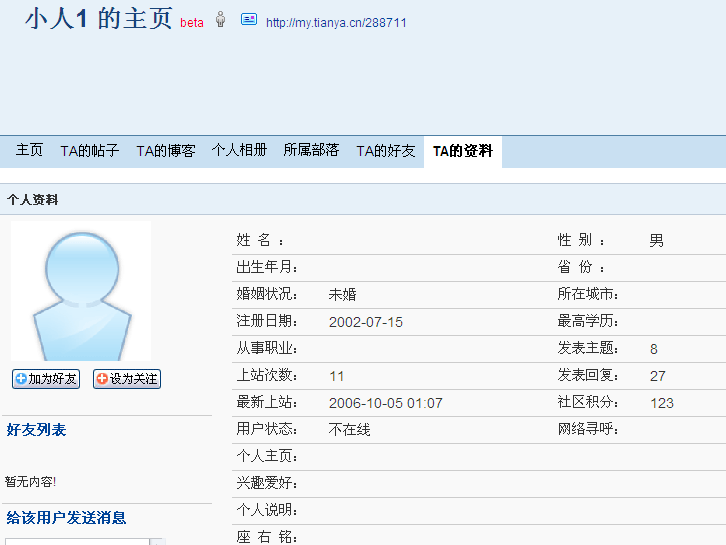 小人1 的主页 beta http://my.tianya.cn/288711
主页 TA的帖子 TA的博客 个人相册 所属部落 TA的好友 TA的资料
个人资料
姓 名 ： 性 别 ： 男
出生年月： 省 份 ：
婚姻状况： 未婚 所在城市：
注册日期： 2002-07-15 最高学历：
从事职业： 发表主题： 8
上站次数： 11 发表回复： 27
最新上站： 2006-10-05 01:07 社区积分： 123
用户状态： 不在线 网络寻呼：
个人主页：
兴趣爱好：
个人说明：
座 右 铭：
加为好友 设为关注
好友列表
暂无内容!
给该用户发送消息